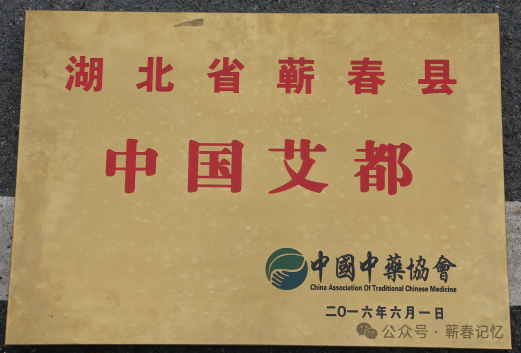 湖北省蕲春县
中国艾都
中國中藥協會
China Association Of Traditional Chinese Medicine
二〇一六年六月一日
公众号·蕲春记忆